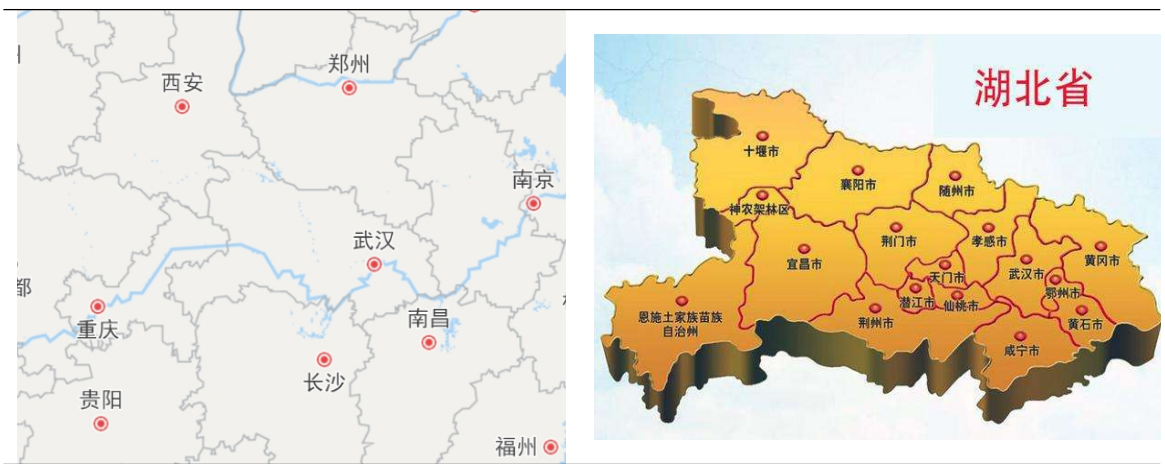 郑州
西安
南京
武汉
都
重庆
南昌
长沙
贵阳
福州
湖北省
十堰市
襄阳市
随州市
神农架林区
荆门市
孝感市
宜昌市
天门市
武汉市
黄冈市
潜江市
仙桃市
鄂州市
恩施土家族苗族
自治州
荆州市
黄石市
咸宁市